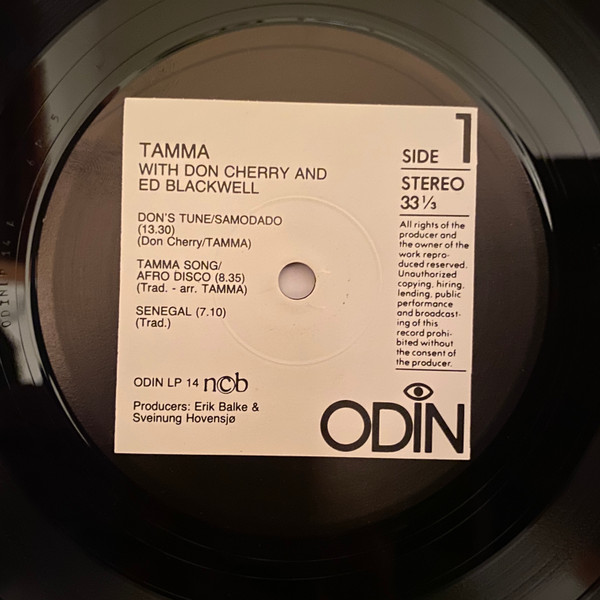 TAMMA
WITH DON CHERRY AND
ED BLACKWELL
DON'S TUNE/SAMODADO
(13.30)
(Don Cherry/TAMMA)
TAMMA SONG/
AFRO DISCO (8.35)
(Trad. - arr. TAMMA)
SENEGAL (7.10)
(Trad.)
ODIN LP 14 ncb
Producers: Erik Balke &
Sveinung Hovensjø
SIDE 1
STEREO
33 1/3
All rights of the
producer and
the owner of the
work repro-
duced reserved.
Unauthorized
copying, hiring,
lending, public
performance
and broadcast-
ing of this
record prohi-
bited without
the consent of
the producer.
ODIN